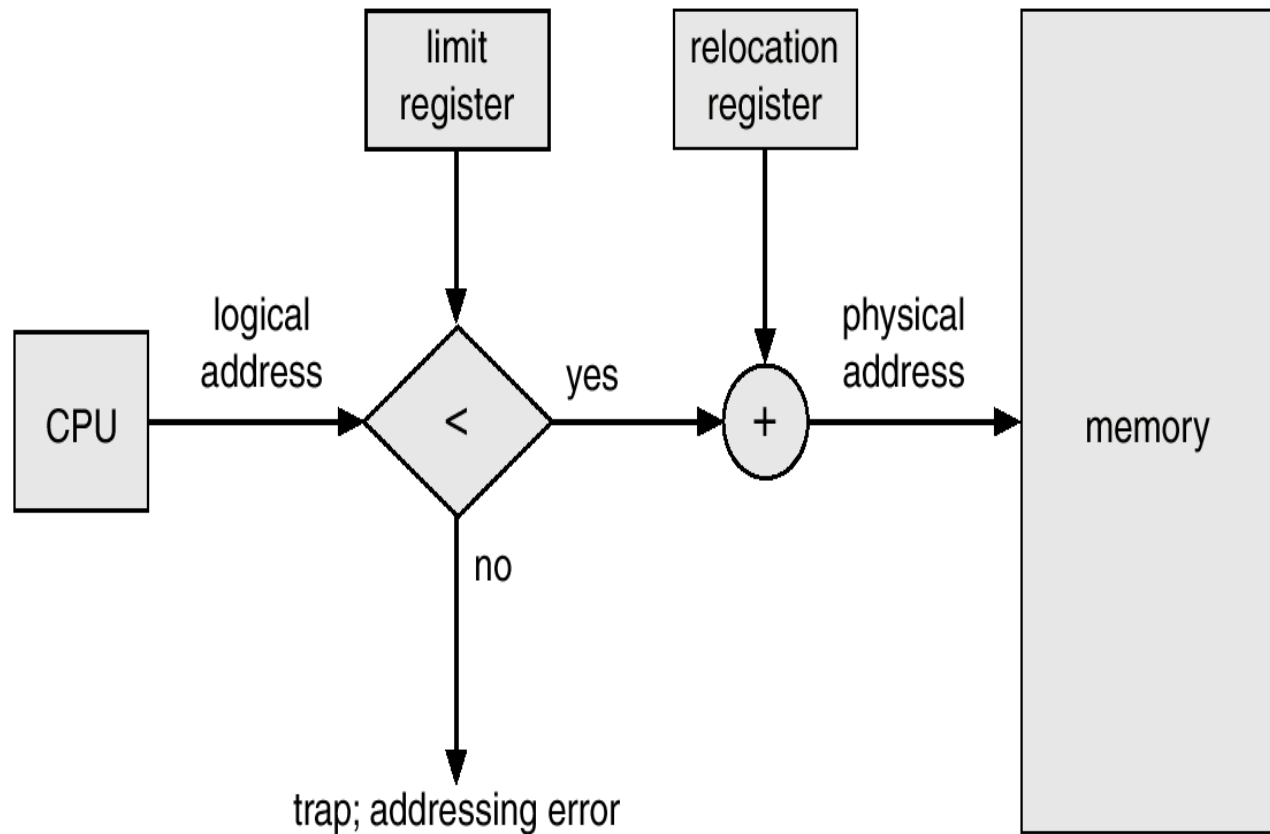 limit
register
relocation
register
logical
address
physical
address
yes
CPU
<
+
memory
no
trap; addressing error